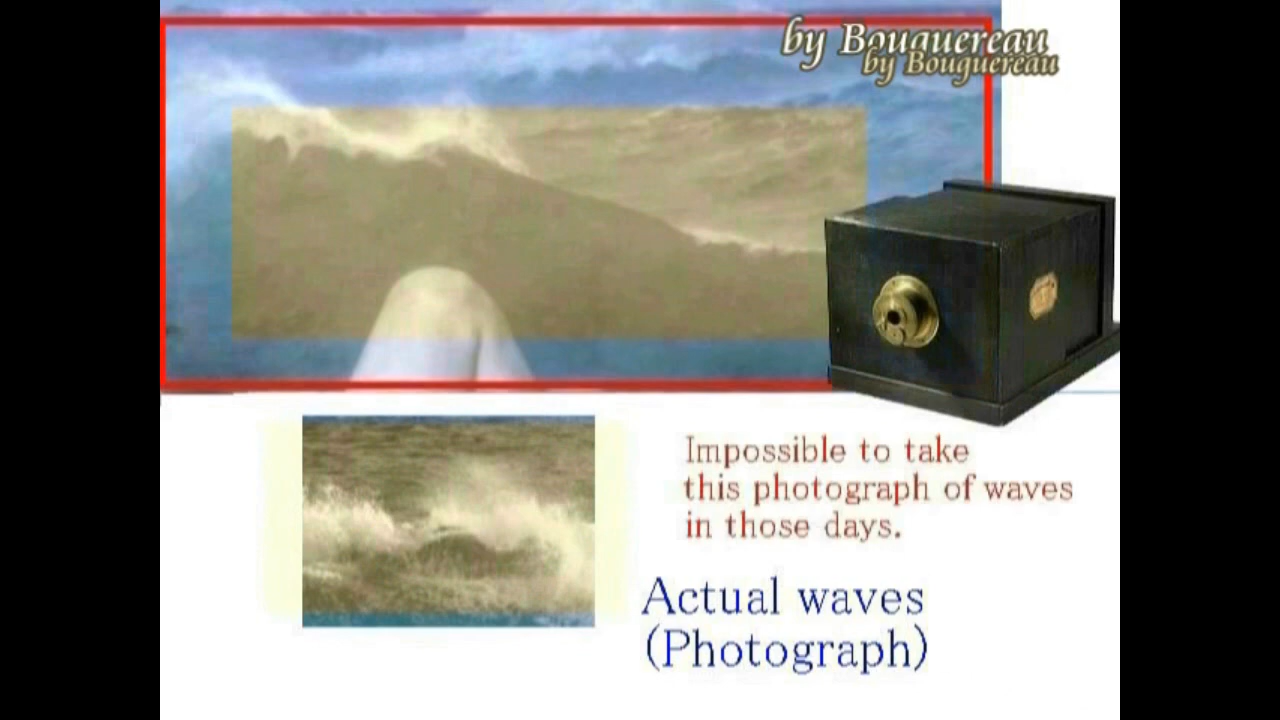 by Bouguereau
by Bouguereau
Impossible to take
this photograph of waves
in those days.
Actual waves
(Photograph)